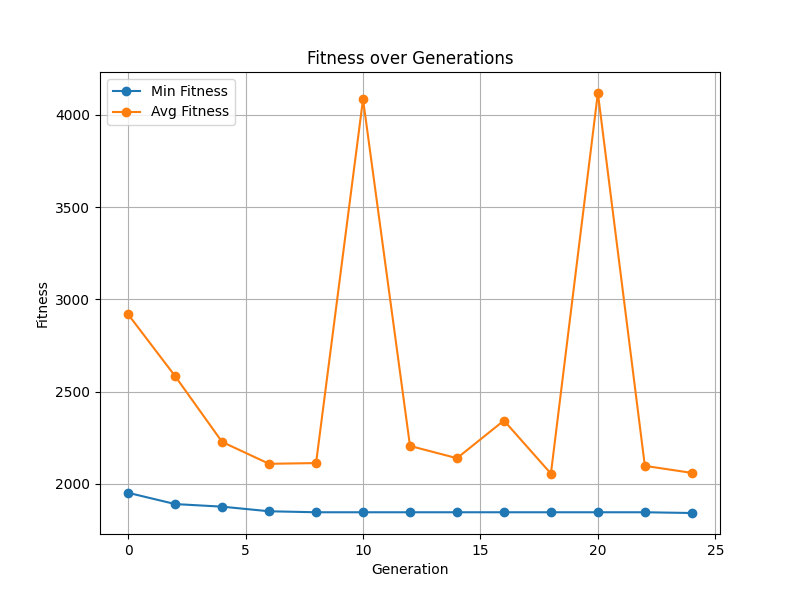 Fitness over Generations
Min Fitness
Avg Fitness
4000
3500
3000
2500
2000
Fitness
0 5 10 15 20 25
Generation